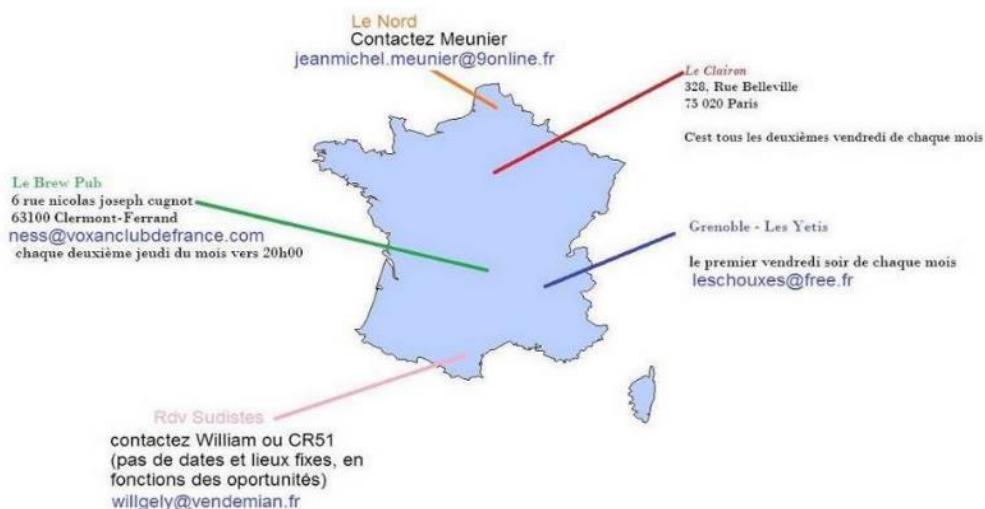 Le Nord
Contactez Meunier
jeanmichel.meunier@9online.fr
Le Clairon
328, Rue Belleville
75 020 Paris
C'est tous les deuxièmes vendredi de chaque mois
Le Brew Pub
6 rue nicolas joseph cugnot
63100 Clermont-Ferrand
ness@voxanclubdefrance.com
chaque deuxième jeudi du mois vers 20h00
Grenoble - Les Yetis
le premier vendredi soir de chaque mois
leschouxes@free.fr
Rdv Sudistes
contactez William ou CR51
(pas de dates et lieux fixes, en
fonctions des oportunités)
willgely@vendemian.fr